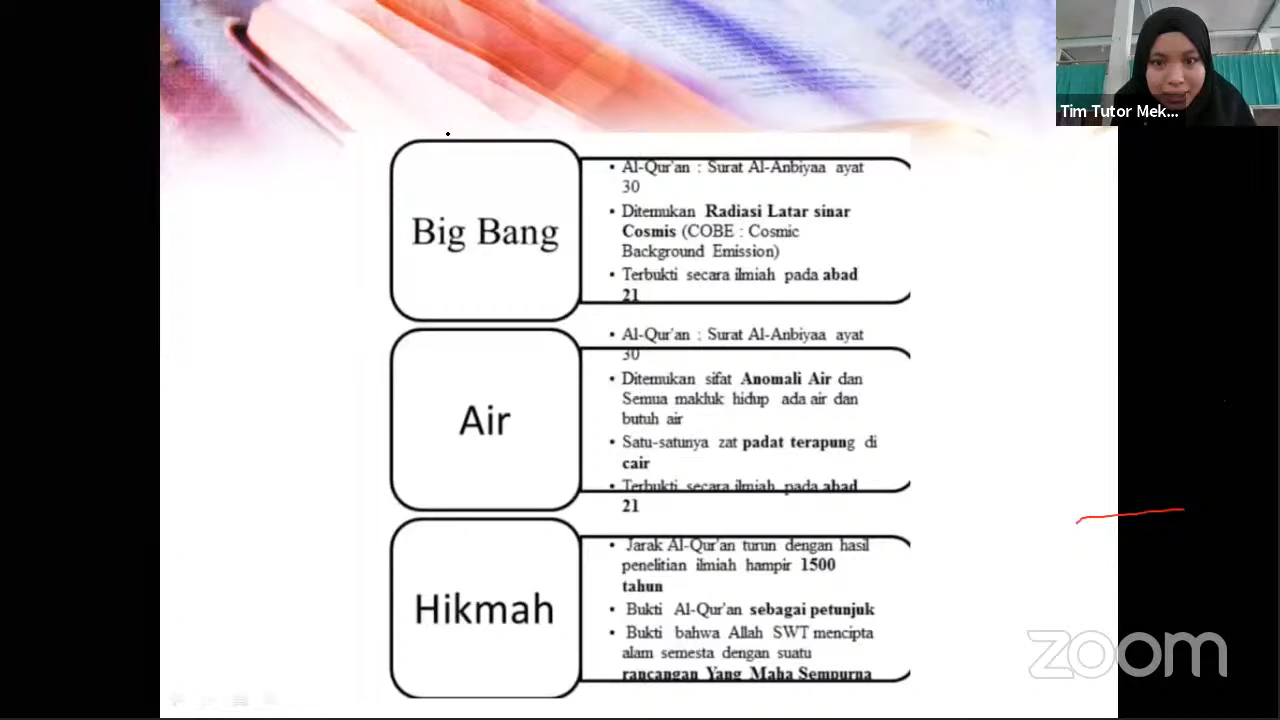 Tim Tutor Mek...
Big Bang
• Al-Qur'an : Surat Al-Anbiyaa ayat
30
• Ditemukan Radiasi Latar sinar
Cosmis (COBE : Cosmic
Background Emission)
• Terbukti secara ilmiah pada abad
21
Air
• Al-Qur'an : Surat Al-Anbiyaa ayat
30
• Ditemukan sifat Anomali Air dan
Semua makluk hidup ada air dan
butuh air
• Satu-satunya zat padat terapung di
cair
• Terbukti secara ilmiah pada abad
21
Hikmah
• Jarak Al-Qur'an turun dengan hasil
penelitian ilmiah hampir 1500
tahun
• Bukti Al-Qur'an sebagai petunjuk
• Bukti bahwa Allah SWT mencipta
alam semesta dengan suatu
rancangan Yang Maha Sempurna
zoom